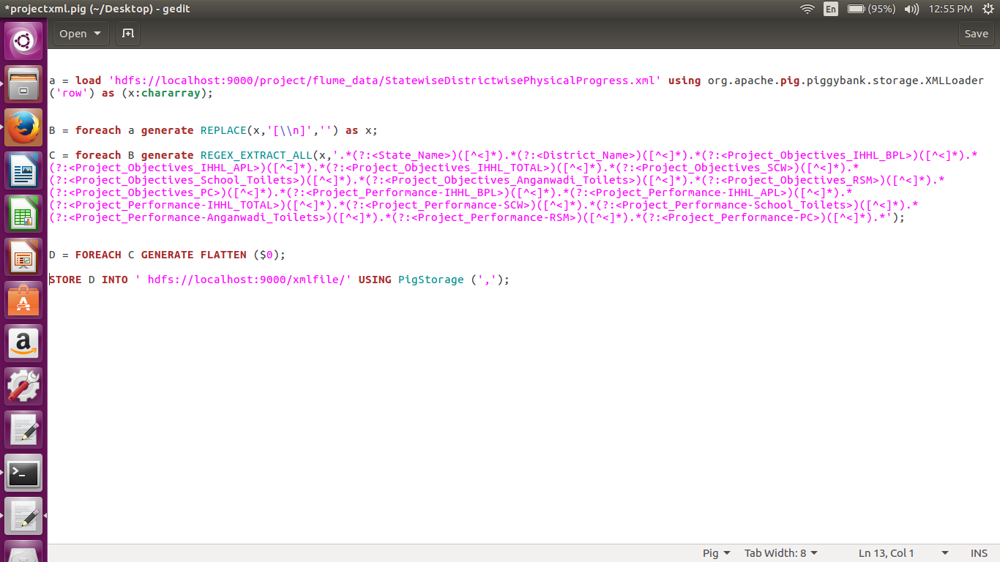 *projectxml.pig (~/Desktop) - gedit
En
(95%)
12:55 PM
Open
Save
a = load 'hdfs://localhost:9000/project/flume_data/StatewiseDistrictwisePhysicalProgress.xml' using org.apache.pig.piggybank.storage.XMLLoader
('row') as (x:chararray);
B = foreach a generate REPLACE(x,'[\\n]','') as x;
C = foreach B generate REGEX_EXTRACT_ALL(x,'.*(?:<State_Name>)([^<]*).*(?:<District_Name>)([^<]*).*(?:<Project_Objectives_IHHL_BPL>)([^<]*).*
(?:<Project_Objectives_IHHL_APL>)([^<]*).*(?:<Project_Objectives_IHHL_TOTAL>)([^<]*).*(?:<Project_Objectives_SCW>)([^<]*).*
(?:<Project_Objectives_School_Toilets>)([^<]*).*(?:<Project_Objectives_Anganwadi_Toilets>)([^<]*).*(?:<Project_Objectives_RSM>)([^<]*).*
(?:<Project_Objectives_PC>)([^<]*).*(?:<Project_Performance-IHHL_BPL>)([^<]*).*(?:<Project_Performance-IHHL_APL>)([^<]*).*
(?:<Project_Performance-IHHL_TOTAL>)([^<]*).*(?:<Project_Performance-SCW>)([^<]*).*(?:<Project_Performance-School_Toilets>)([^<]*).*
(?:<Project_Performance-Anganwadi_Toilets>)([^<]*).*(?:<Project_Performance-RSM>)([^<]*).*(?:<Project_Performance-PC>)([^<]*).*');
D = FOREACH C GENERATE FLATTEN ($0);
STORE D INTO ' hdfs://localhost:9000/xmlfile/' USING PigStorage (',');
Pig
Tab Width: 8
Ln 13, Col 1
INS